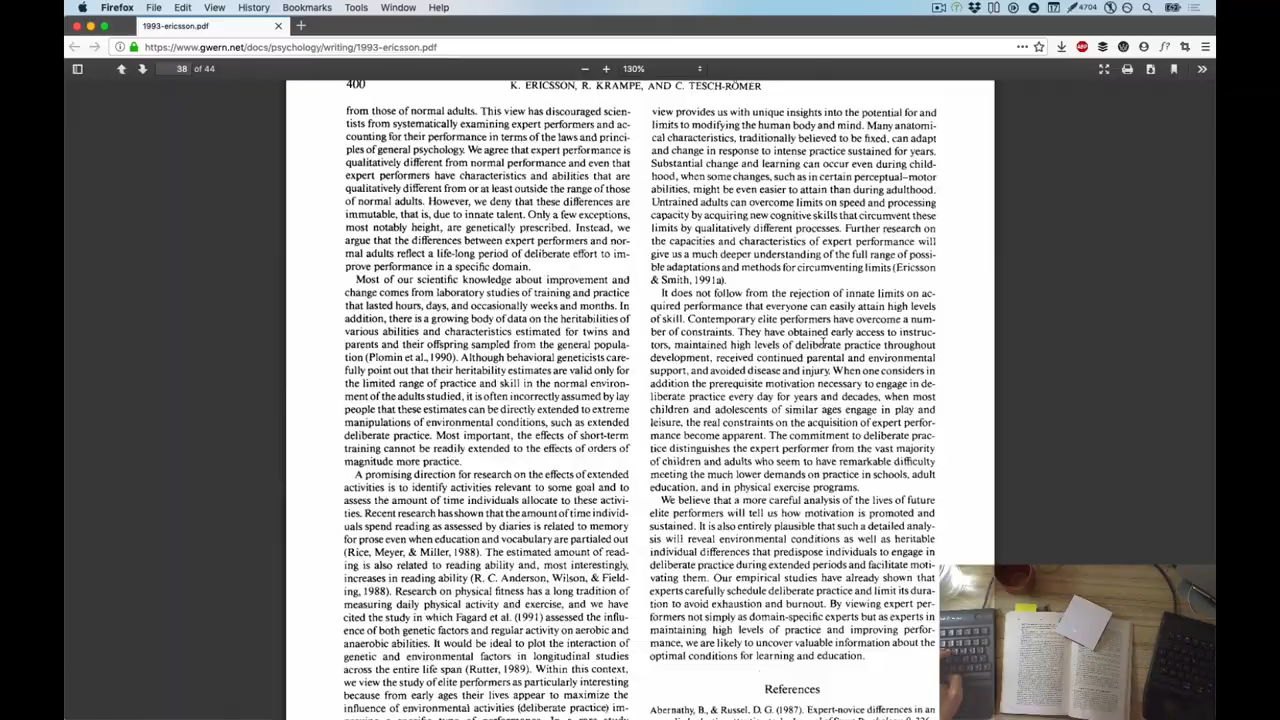 Firefox File Edit View History Bookmarks Tools Window Help
17 4704
1993-ericsson.pdf
https://www.gwern.net/docs/psychology/writing/1993-ericsson.pdf
38 of 44
130%
400
K. ERICSSON, R. KRAMPE, AND C. TESCH-RÖMER
from those of normal adults. This view has discouraged scien-
tists from systematically examining expert performers and ac-
counting for their performance in terms of the laws and princi-
ples of general psychology. We agree that expert performance is
qualitatively different from normal performance and even that
expert performers have characteristics and abilities that are
qualitatively different from or at least outside the range of those
of normal adults. However, we deny that these differences are
immutable, that is, due to innate talent. Only a few exceptions,
most notably height, are genetically prescribed. Instead, we
argue that the differences between expert performers and nor-
mal adults reflect a life-long period of deliberate effort to im-
prove performance in a specific domain.
Most of our scientific knowledge about improvement and
change comes from laboratory studies of training and practice
that lasted hours, days, and occasionally weeks and months. In
addition, there is a growing body of data on the heritabilities of
various abilities and characteristics estimated for twins and
parents and their offspring sampled from the general popula-
tion (Plomin et al., 1990). Although behavioral geneticists care-
fully point out that their heritability estimates are valid only for
the limited range of practice and skill in the normal environ-
ment of the adults studied, it is often incorrectly assumed by lay
people that these estimates can be directly extended to extreme
manipulations of environmental conditions, such as extended
deliberate practice. Most important, the effects of short-term
training cannot be readily extended to the effects of orders of
magnitude more practice.
A promising direction for research on the effects of extended
activities is to identify activities relevant to some goal and to
assess the amount of time individuals allocate to these activi-
ties. Recent research has shown that the amount of time individ-
uals spend reading as assessed by diaries is related to memory
for prose even when education and vocabulary are partialed out
(Rice, Meyer, & Miller, 1988). The estimated amount of read-
ing is also related to reading ability and, most interestingly,
increases in reading ability (R. C. Anderson, Wilson, & Field-
ing, 1988). Research on physical fitness has a long tradition of
measuring daily physical activity and exercise, and we have
cited the study in which Fagard et al. (1991) assessed the influ-
ence of both genetic factors and regular activity on aerobic and
anaerobic abilities. It would be ideal to plot the interaction of
genetic and environmental factors in longitudinal studies
across the entire life span (Rutter, 1989). Within this context,
we view the study of elite performers as particularly interesting
because from early ages their lives appear to maximize the
influence of environmental activities (deliberate practice) im-
view provides us with unique insights into the potential for and
limits to modifying the human body and mind. Many anatomi-
cal characteristics, traditionally believed to be fixed, can adapt
and change in response to intense practice sustained for years.
Substantial change and learning can occur even during child-
hood, when some changes, such as in certain perceptual–motor
abilities, might be even easier to attain than during adulthood.
Untrained adults can overcome limits on speed and processing
capacity by acquiring new cognitive skills that circumvent these
limits by qualitatively different processes. Further research on
the capacities and characteristics of expert performance will
give us a much deeper understanding of the full range of possi-
ble adaptations and methods for circumventing limits (Ericsson
& Smith, 1991a).
It does not follow from the rejection of innate limits on ac-
quired performance that everyone can easily attain high levels
of skill. Contemporary elite performers have overcome a num-
ber of constraints. They have obtained early access to instruc-
tors, maintained high levels of deliberate practice throughout
development, received continued parental and environmental
support, and avoided disease and injury. When one considers in
addition the prerequisite motivation necessary to engage in de-
liberate practice every day for years and decades, when most
children and adolescents of similar ages engage in play and
leisure, the real constraints on the acquisition of expert perfor-
mance become apparent. The commitment to deliberate prac-
tice distinguishes the expert performer from the vast majority
of children and adults who seem to have remarkable difficulty
meeting the much lower demands on practice in schools, adult
education, and in physical exercise programs.
We believe that a more careful analysis of the lives of future
elite performers will tell us how motivation is promoted and
sustained. It is also entirely plausible that such a detailed analy-
sis will reveal environmental conditions as well as heritable
individual differences that predispose individuals to engage in
deliberate practice during extended periods and facilitate moti-
vating them. Our empirical studies have already shown that
experts carefully schedule deliberate practice and limit its dura-
tion to avoid exhaustion and burnout. By viewing expert per-
formers not simply as domain-specific experts but as experts in
maintaining high levels of practice and improving perfor-
mance, we are likely to uncover valuable information about the
optimal conditions for learning and education.
References
Abernathy, B., & Russel, D. G. (1987). Expert-novice differences in an